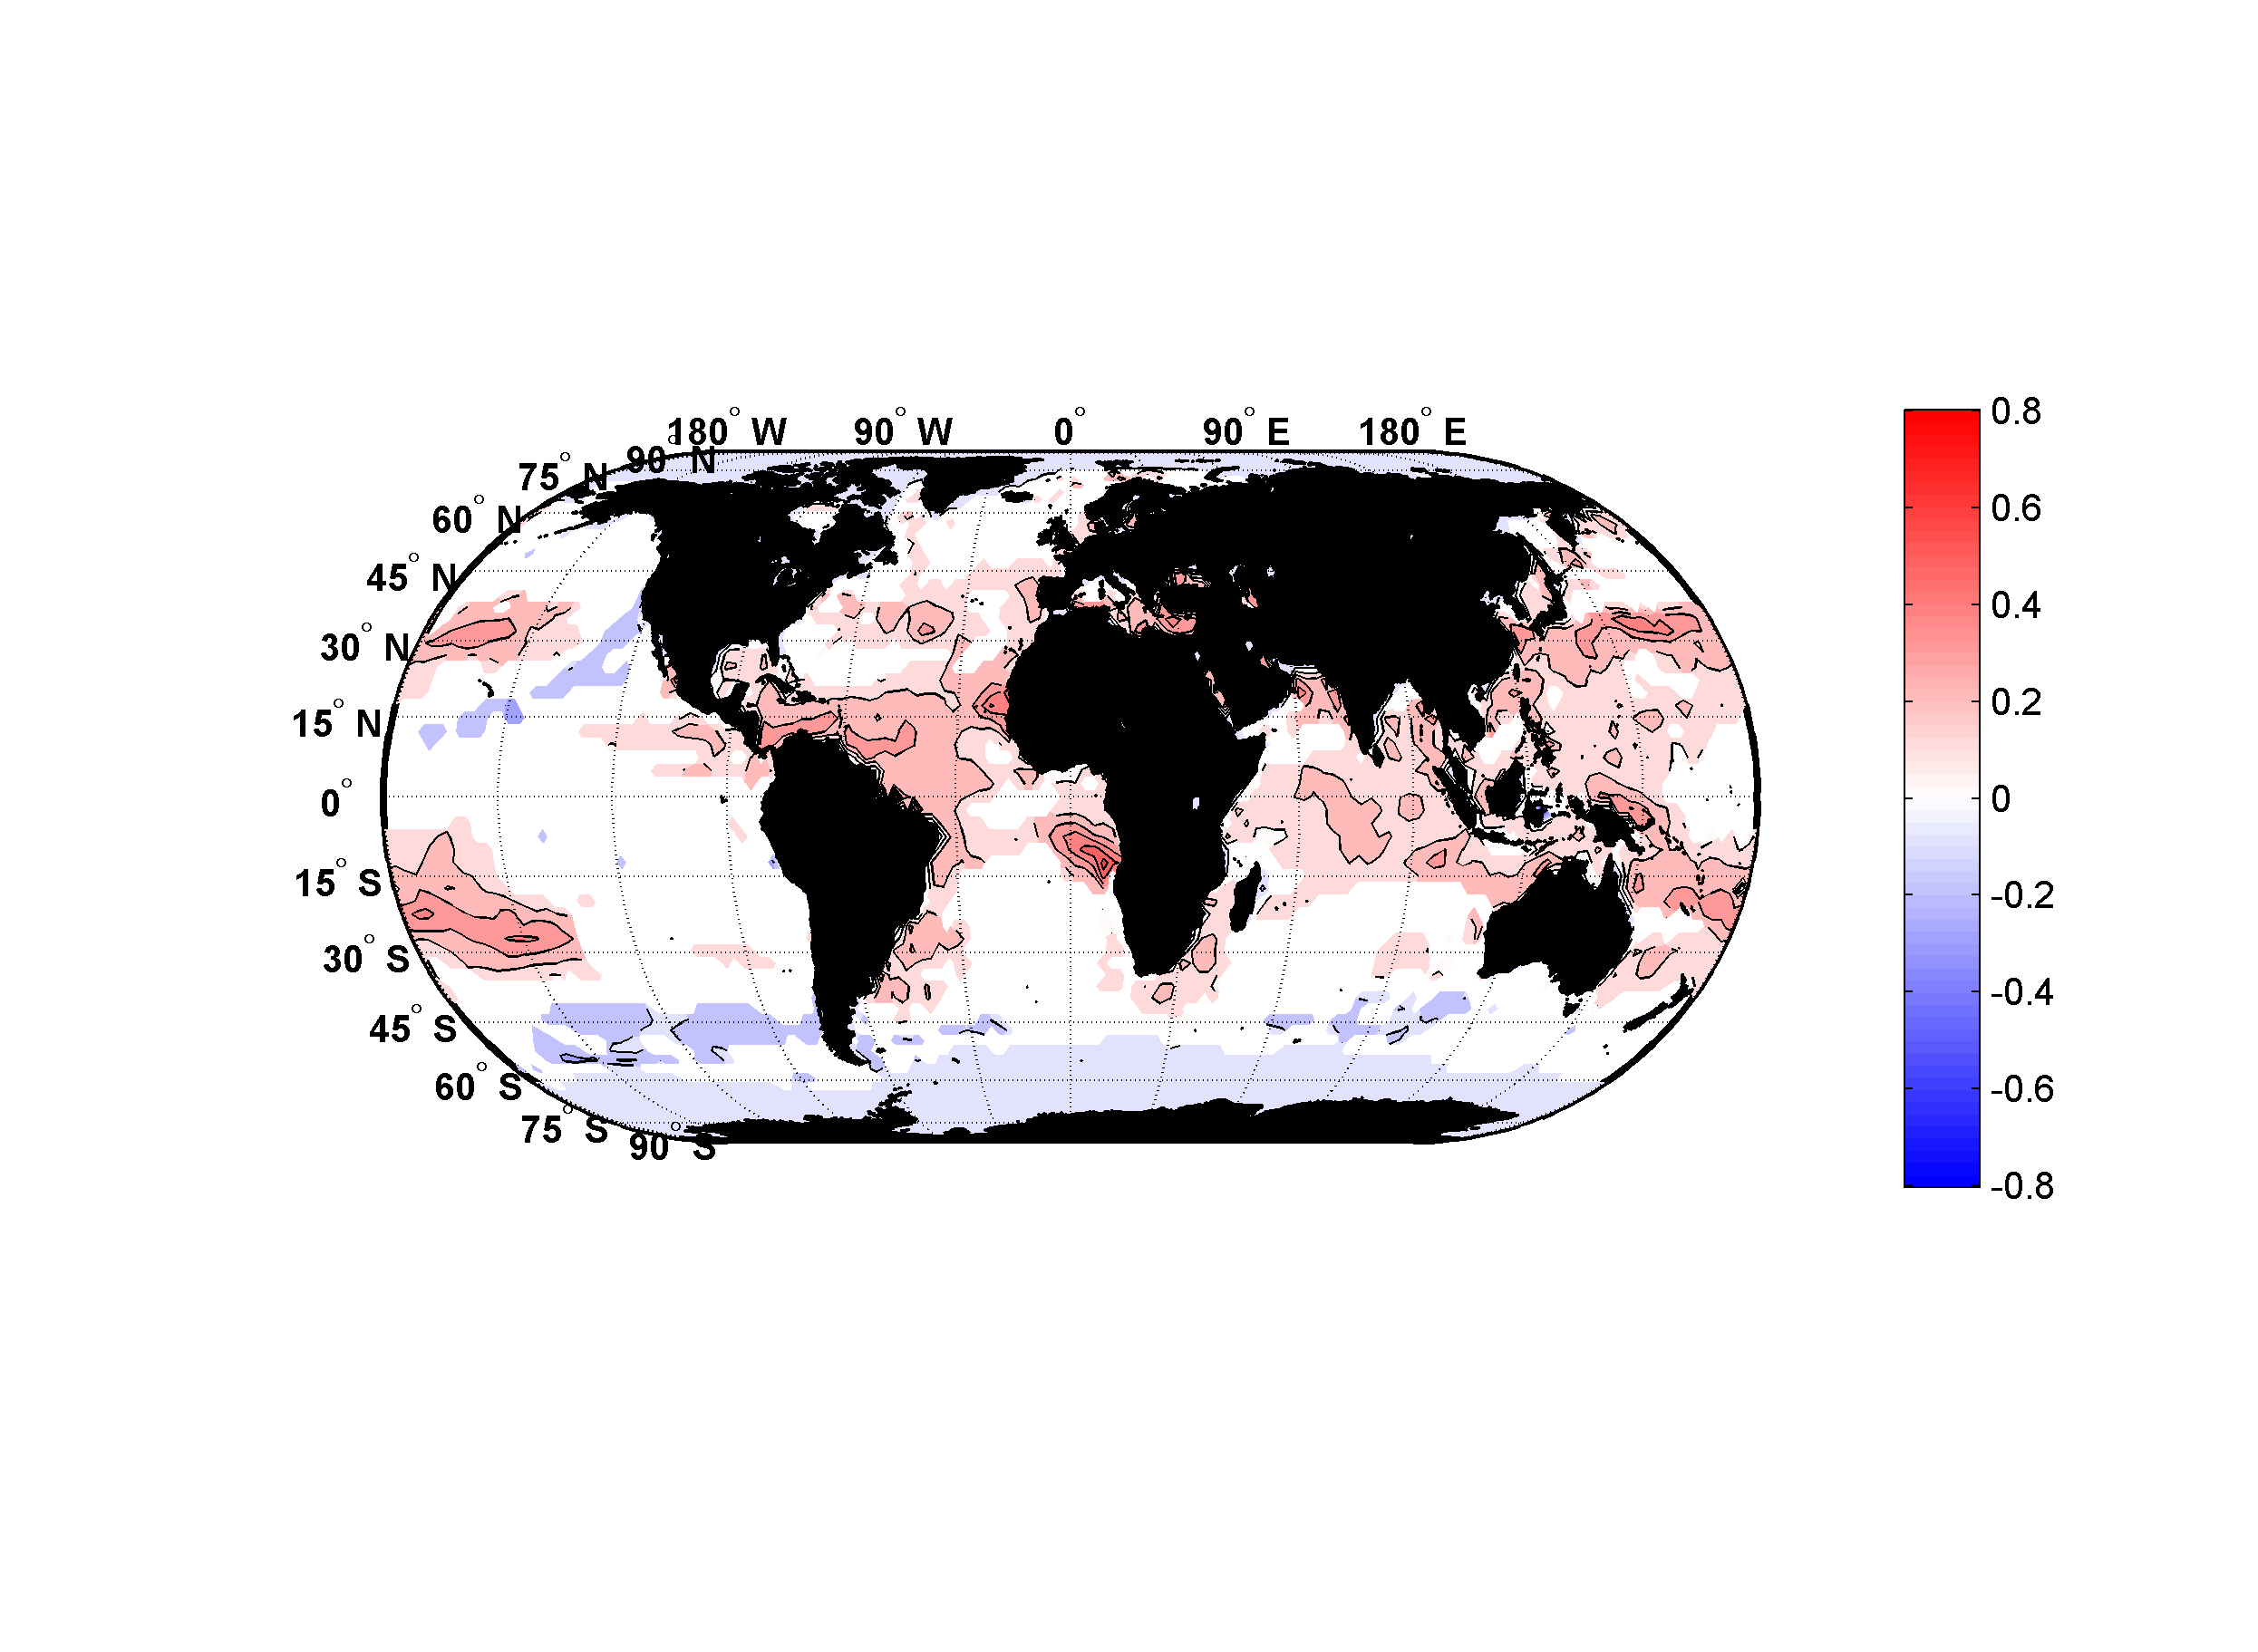 180° W 90° W 0° 90° E 180° E
90° N
75° N
60° N
45° N
30° N
15° N
0°
15° S
30° S
45° S
60° S
75° S
90° S
0.8
0.6
0.4
0.2
0
-0.2
-0.4
-0.6
-0.8